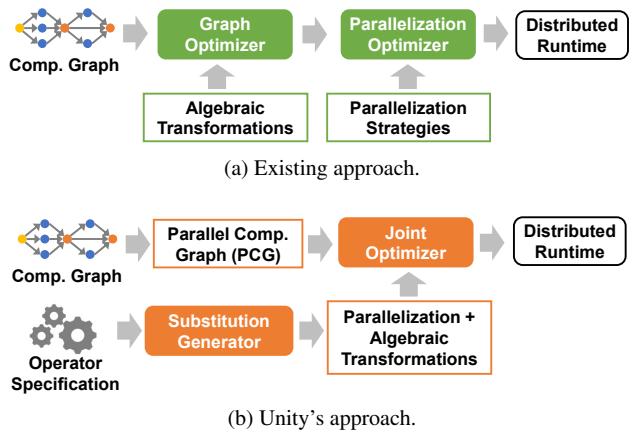 Comp. Graph
Graph
Optimizer
Parallelization
Optimizer
Distributed
Runtime
Algebraic
Transformations
Parallelization
Strategies
(a) Existing approach.
Comp. Graph
Parallel Comp.
Graph (PCG)
Joint
Optimizer
Distributed
Runtime
Operator
Specification
Substitution
Generator
Parallelization +
Algebraic
Transformations
(b) Unity's approach.